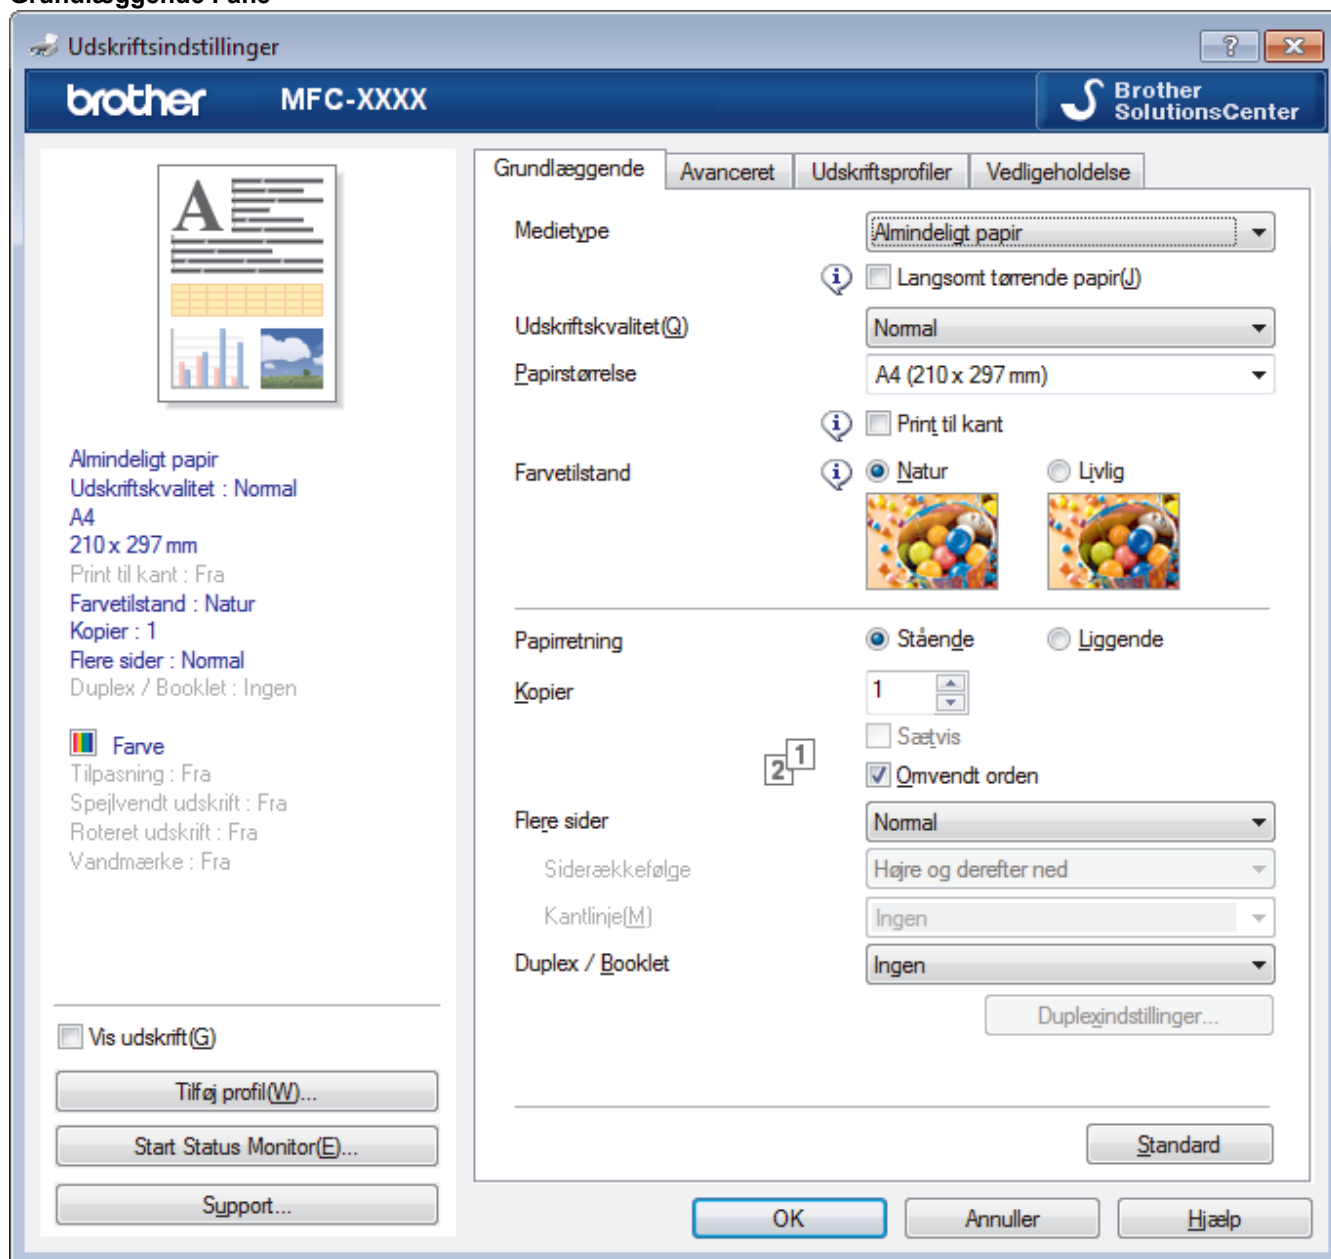 Grundlæggende Fane
Udskriftsindstillinger
brother MFC-XXXX
Brother
SolutionsCenter
A
Almindeligt papir
Udskriftskvalitet : Normal
A4
210 x 297 mm
Print til kant : Fra
Farvetilstand : Natur
Kopier : 1
Flere sider : Normal
Duplex / Booklet : Ingen
Farve
Tilpasning : Fra
Spejlvendt udskrift : Fra
Roteret udskrift : Fra
Vandmærke : Fra
Vis udskrift(G)
Tilføj profil(W)...
Start Status Monitor(E)...
Support...
Grundlæggende Avanceret Udskriftsprofiler Vedligeholdelse
Medietype Almindeligt papir
Langsomt tørrende papir(J)
Udskriftskvalitet(Q) Normal
Papirstørrelse A4 (210 x 297 mm)
Print til kant
Farvetilstand Natur Livlig
Papirretning Stående Liggende
Kopier 1
Sætvis
2 1
Omvendt orden
Flere sider Normal
Siderækkefølge Højre og derefter ned
Kantlinje(M) Ingen
Duplex / Booklet Ingen
Duplexindstillinger...
Standard
OK Annuller Hjælp